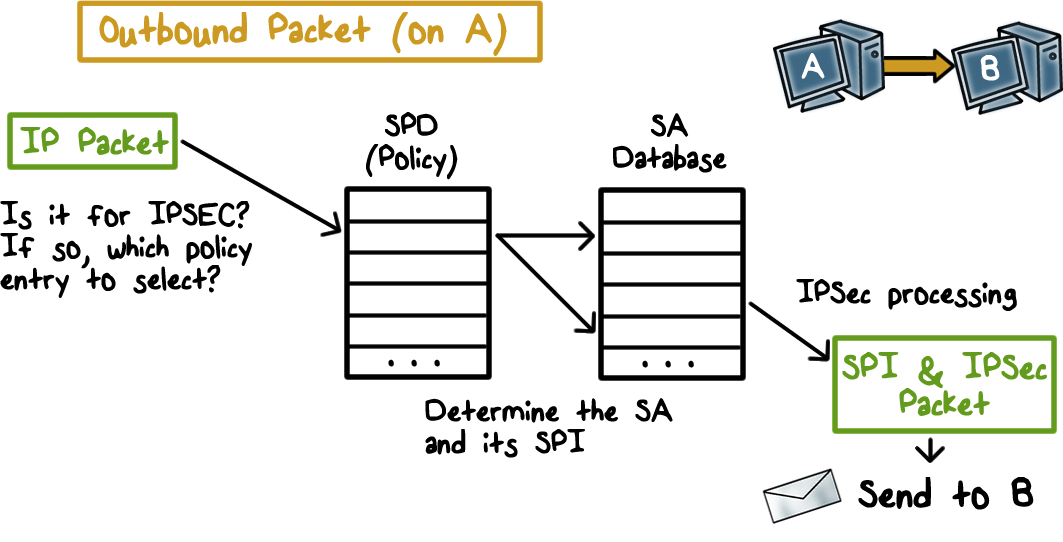 Outbound Packet (on A)
A
B
IP Packet
SPD
(Policy)
SA
Database
Is it for IPSEC?
If so, which policy
entry to select?
IPSec processing
. . .
. . .
SPI & IPSec
Packet
Determine the SA
and its SPI
Send to B